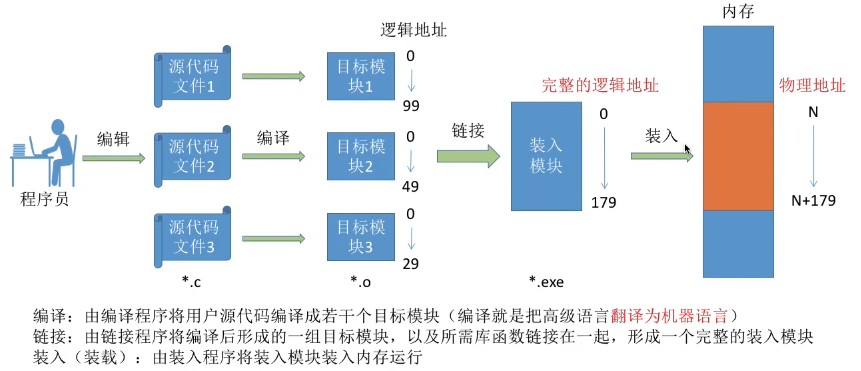 内存
逻辑地址
源代码
文件1
目标模
块1
0
99
完整的逻辑地址
物理地址
编辑
源代码
文件2
编译
目标模
块2
0
49
链接
装入
模块
0
179
装入
N
N+179
程序员
源代码
文件3
目标模
块3
0
29
*.c
*.o
*.exe
编译：由编译程序将用户源代码编译成若干个目标模块（编译就是把高级语言翻译为机器语言）
链接：由链接程序将编译后形成的一组目标模块，以及所需库函数链接在一起，形成一个完整的装入模块
装入（装载）：由装入程序将装入模块装入内存运行